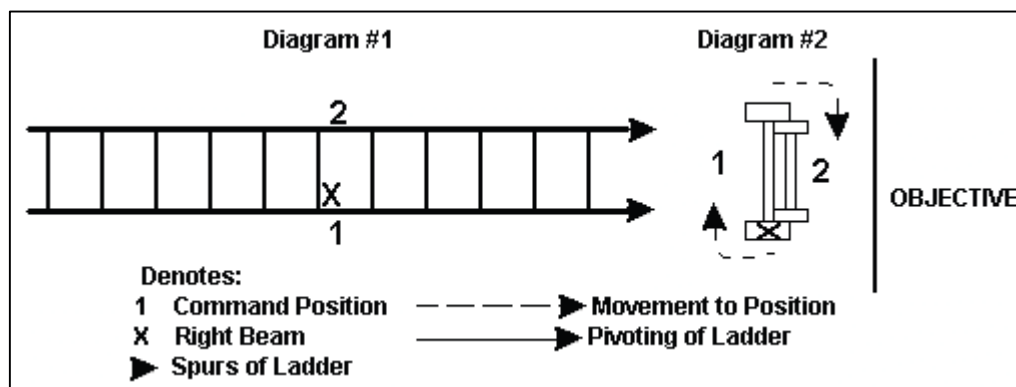 Diagram #1
Diagram #2
2
X
1
1
2
X
OBJECTIVE
Denotes:
1 Command Position
Movement to Position
X Right Beam
Pivoting of Ladder
Spurs of Ladder